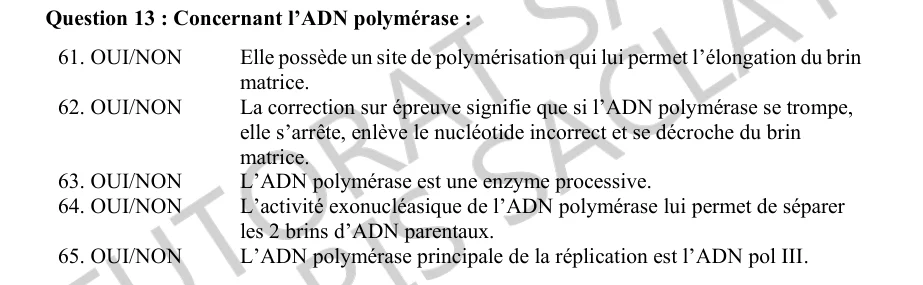 Question 13 : Concernant l’ADN polymérase :
61. OUI/NON Elle possède un site de polymérisation qui lui permet l’élongation du brin
matrice.
62. OUI/NON La correction sur épreuve signifie que si l’ADN polymérase se trompe,
elle s’arrête, enlève le nucléotide incorrect et se décroche du brin
matrice.
63. OUI/NON L’ADN polymérase est une enzyme processive.
64. OUI/NON L’activité exonucléasique de l’ADN polymérase lui permet de séparer
les 2 brins d’ADN parentaux.
65. OUI/NON L’ADN polymérase principale de la réplication est l’ADN pol III.
TUTORAT
SACLAY